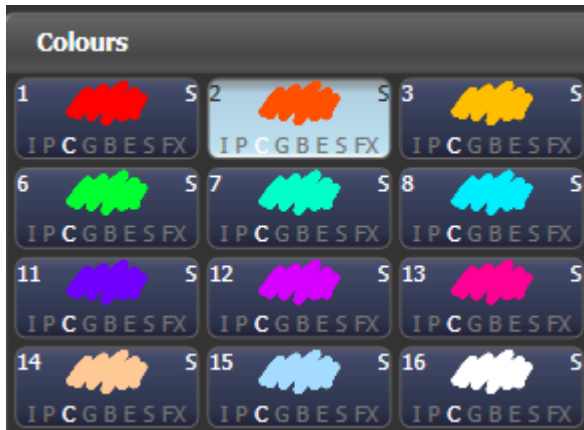 Colours
1 S 2 S 3 S
I P C G B E S FX I P C G B E S FX I P C G B E S FX
6 S 7 S 8 S
I P C G B E S FX I P C G B E S FX I P C G B E S FX
11 S 12 S 13 S
I P C G B E S FX I P C G B E S FX I P C G B E S FX
14 S 15 S 16 S
I P C G B E S FX I P C G B E S FX I P C G B E S FX